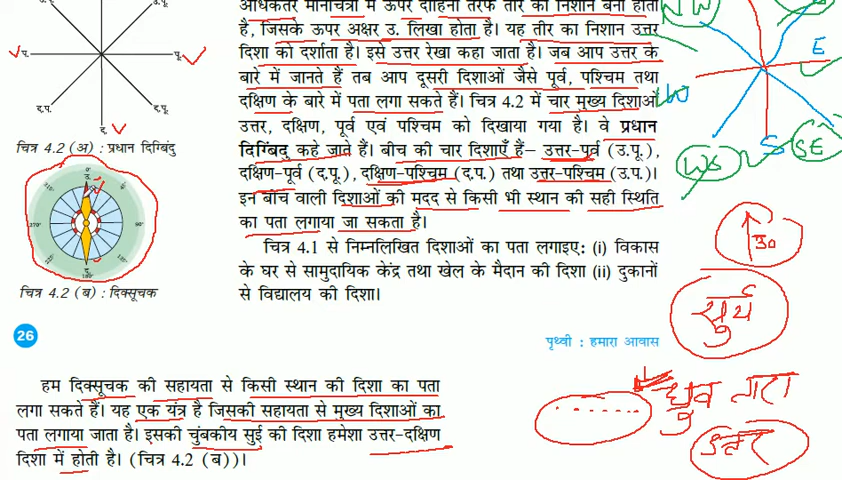 अधिकतर मानचित्रों में ऊपर दाहिनी तरफ तीर का निशान बना होता
है, जिसके ऊपर अक्षर उ. लिखा होता है। यह तीर का निशान उत्तर
दिशा को दर्शाता है। इसे उत्तर रेखा कहा जाता है। जब आप उत्तर के
बारे में जानते हैं तब आप दूसरी दिशाओं जैसे पूर्व, पश्चिम तथा
दक्षिण के बारे में पता लगा सकते हैं। चित्र 4.2 में चार मुख्य दिशाओं
उत्तर, दक्षिण, पूर्व एवं पश्चिम को दिखाया गया है। वे प्रधान
दिग्बिंदु कहे जाते हैं। बीच की चार दिशाएँ हैं– उत्तर-पूर्व (उ.पू.),
दक्षिण-पूर्व (द.पू.), दक्षिण-पश्चिम (द.प.) तथा उत्तर-पश्चिम (उ.प.)।
इन बीच वाली दिशाओं की मदद से किसी भी स्थान की सही स्थिति
का पता लगाया जा सकता है।
चित्र 4.1 से निम्नलिखित दिशाओं का पता लगाइए: (i) विकास
के घर से सामुदायिक केंद्र तथा खेल के मैदान की दिशा (ii) दुकानों
से विद्यालय की दिशा।
प.
पू.
द.प.
द.पू.
द.
चित्र 4.2 (अ) : प्रधान दिग्बिंदु
उ.
90°
270°
द.
180°
चित्र 4.2 (ब) : दिक्सूचक
26
पृथ्वी : हमारा आवास
हम दिक्सूचक की सहायता से किसी स्थान की दिशा का पता
लगा सकते हैं। यह एक यंत्र है जिसकी सहायता से मुख्य दिशाओं का
पता लगाया जाता है। इसकी चुंबकीय सुई की दिशा हमेशा उत्तर-दक्षिण
दिशा में होती है। (चित्र 4.2 (ब))।
NW
E
W
S
SE
WS
उ०
सुर्य
ध्रुव तारा
उत्तर